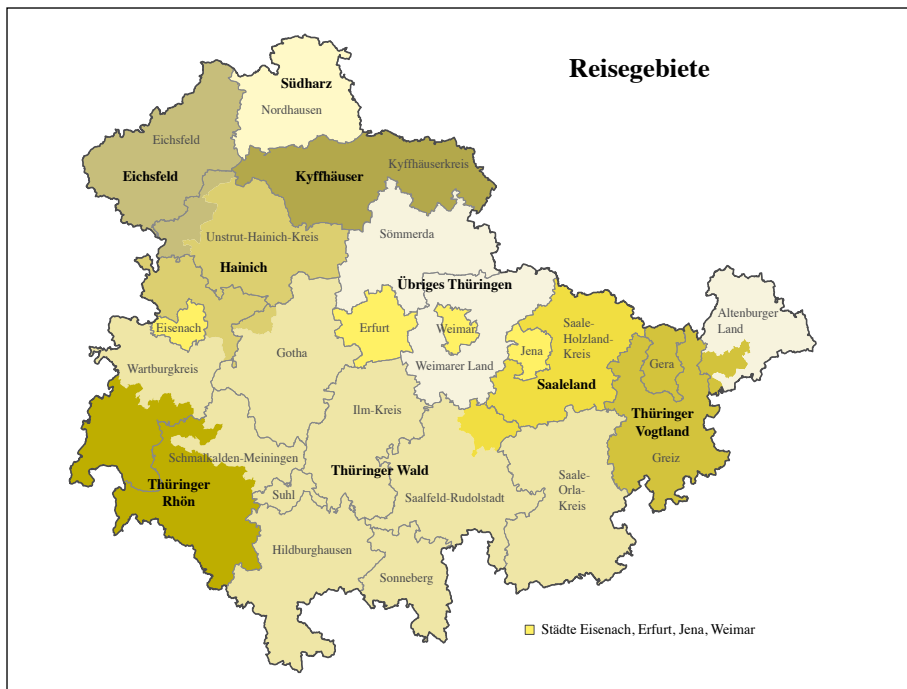 Reisegebiete
Südharz
Nordhausen
Eichsfeld
Eichsfeld
Kyffhäuser
Kyffhäuserkreis
Unstrut-Hainich-Kreis
Hainich
Sömmerda
Übriges Thüringen
Eisenach
Erfurt
Weimar
Jena
Saale-
Holzland-
Kreis
Altenburger
Land
Gotha
Wartburgkreis
Weimarer Land
Saaleland
Gera
Thüringer
Vogtland
Greiz
Ilm-Kreis
Schmalkalden-Meiningen
Thüringer Wald
Thüringer
Rhön
Suhl
Saalfeld-Rudolstadt
Saale-
Orla-
Kreis
Hildburghausen
Sonneberg
Städte Eisenach, Erfurt, Jena, Weimar